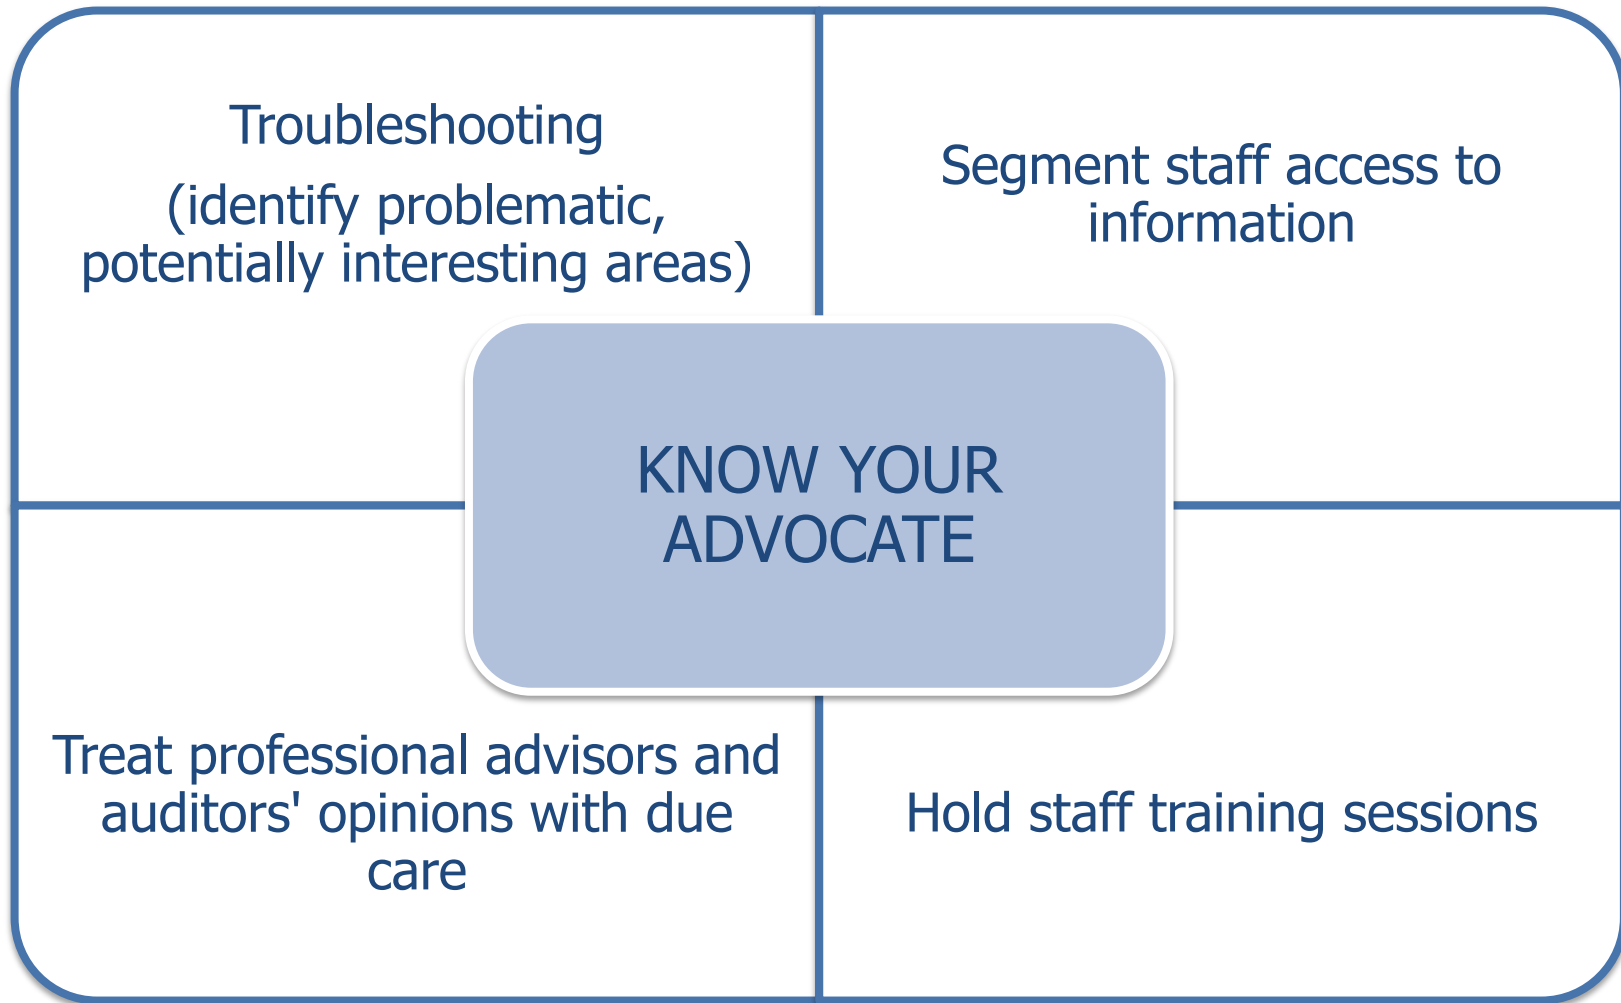 Troubleshooting
(identify problematic,
potentially interesting areas)
Segment staff access to
information
KNOW YOUR
ADVOCATE
Treat professional advisors and
auditors' opinions with due
care
Hold staff training sessions